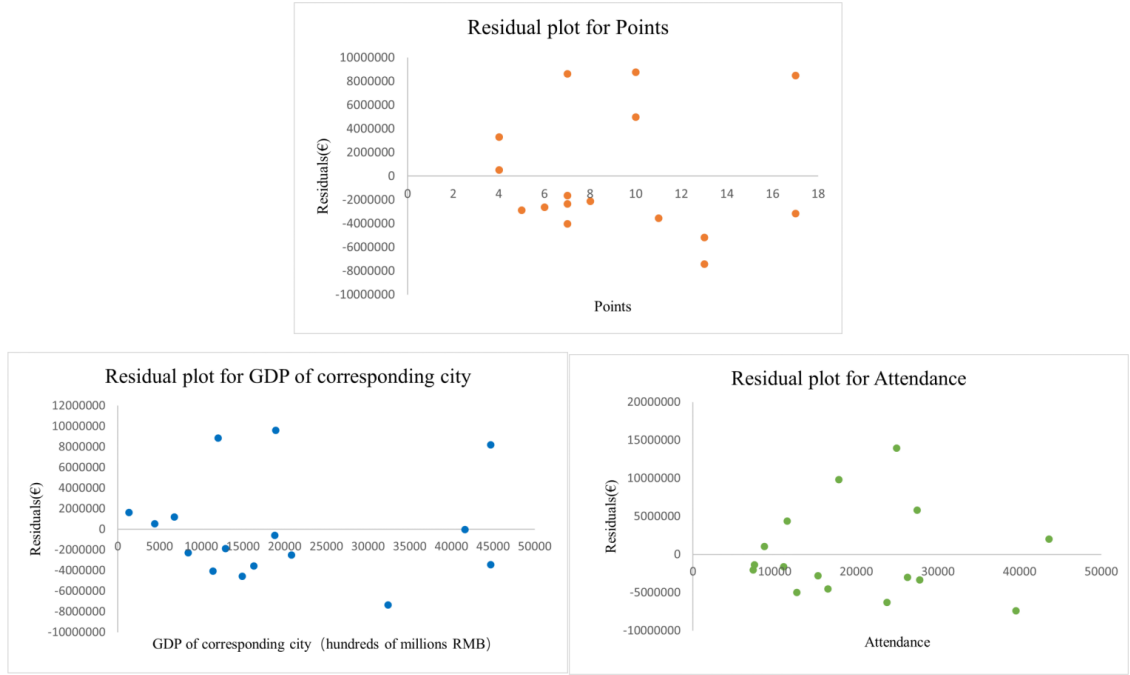 Residual plot for Points
10000000
8000000
6000000
4000000
2000000
0
-2000000
-4000000
-6000000
-8000000
-10000000
0 2 4 6 8 10 12 14 16 18
Residuals(€)
Points
Residual plot for GDP of corresponding city
12000000
10000000
8000000
6000000
4000000
2000000
0
-2000000
-4000000
-6000000
-8000000
-10000000
0 5000 10000 15000 20000 25000 30000 35000 40000 45000 50000
Residuals(€)
GDP of corresponding city（hundreds of millions RMB）
Residual plot for Attendance
20000000
15000000
10000000
5000000
0
-5000000
-10000000
0 10000 20000 30000 40000 50000
Residuals(€)
Attendance